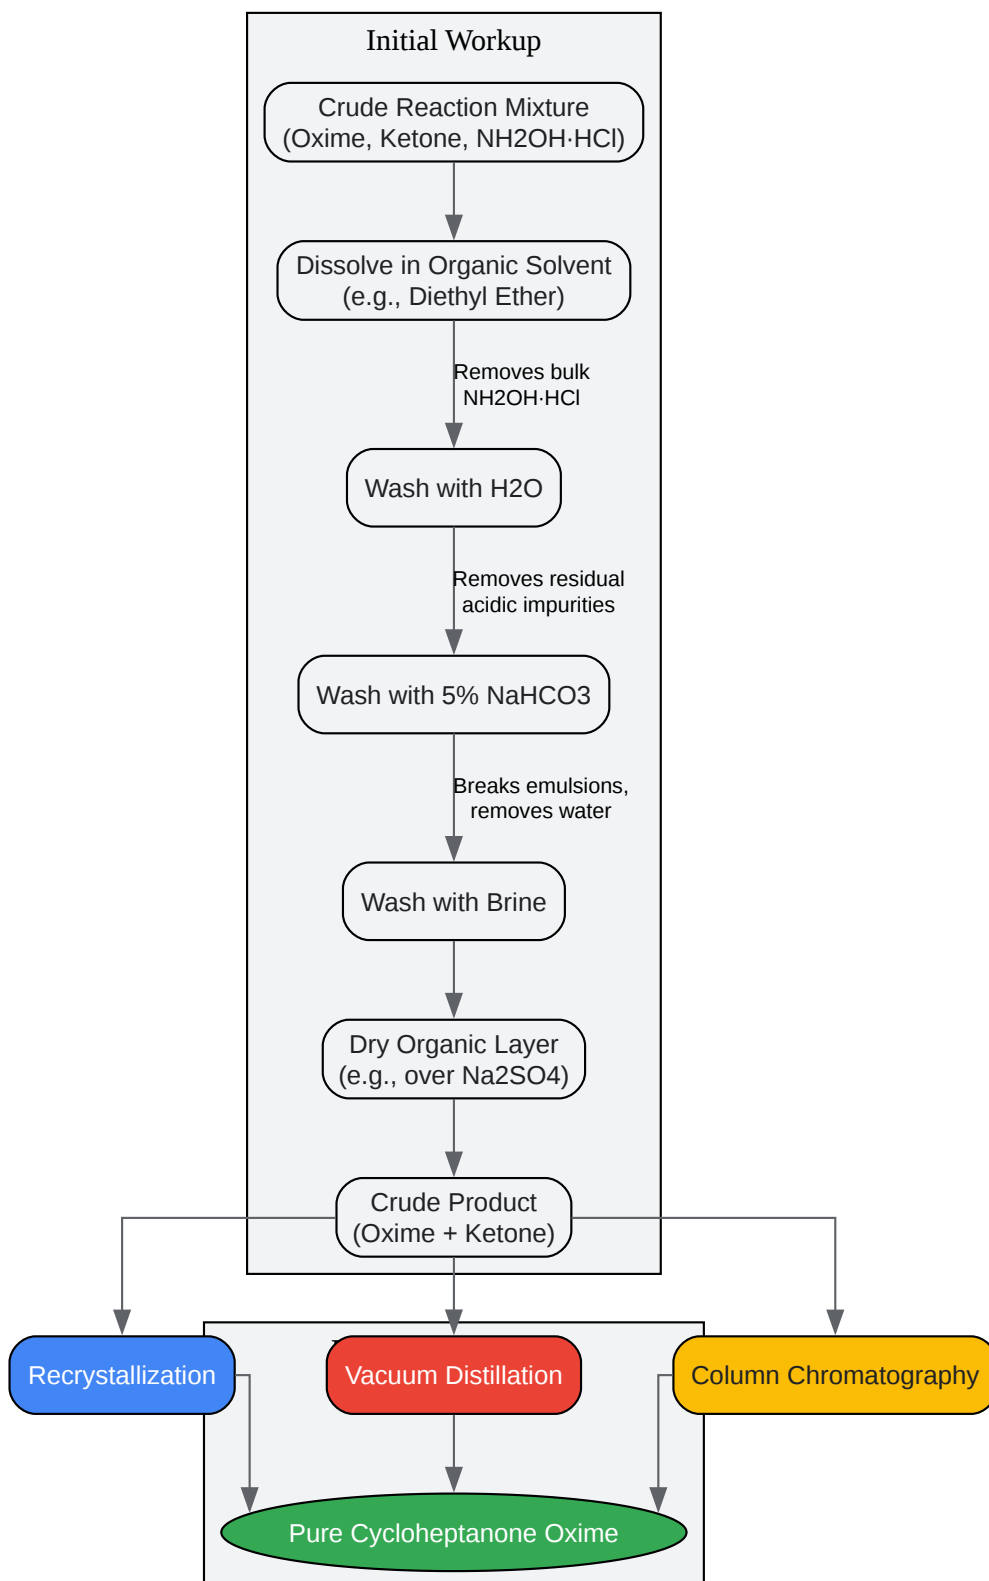 Initial Workup
Crude Reaction Mixture
(Oxime, Ketone, NH2OH·HCl)
Dissolve in Organic Solvent
(e.g., Diethyl Ether)
Removes bulk
NH2OH·HCl
Wash with H2O
Removes residual
acidic impurities
Wash with 5% NaHCO3
Breaks emulsions,
removes water
Wash with Brine
Dry Organic Layer
(e.g., over Na2SO4)
Crude Product
(Oxime + Ketone)
Recrystallization
Vacuum Distillation
Column Chromatography
Pure Cycloheptanone Oxime